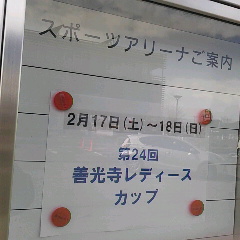 スポーツアリーナご案内
2月17日(土)～18日(日)
第24回
善光寺レディース
カップ